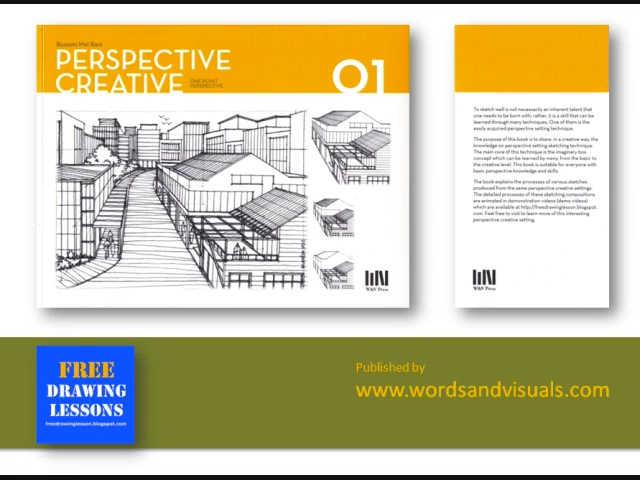 Buzaimi Mat Bani
PERSPECTIVE
CREATIVE
ONE POINT
PERSPECTIVE
01
W&V Press
To sketch well is not necessarily an inherent talent that
one needs to be born with; rather, it is a skill that can be
learned through many techniques. One of them is the
easily acquired perspective setting technique.
The purpose of this book is to share, in a creative way, the
knowledge on perspective setting sketching technique.
The main core of this technique is the imaginary box
concept which can be learned by many, from the basic to
the creative level. This book is suitable for everyone with
basic perspective knowledge and skills.
The book explains the processes of various sketches
produced from the same perspective creative settings.
The detailed processes of these sketching compositions
are animated in demonstration videos (demo videos)
which are available at http://freedrawinglesson.blogspot.
com. Feel free to visit to learn more of this interesting
perspective creative setting.
W&V Press
FREE
DRAWING
LESSONS
freedrawinglesson.blogspot.com
Published by
www.wordsandvisuals.com